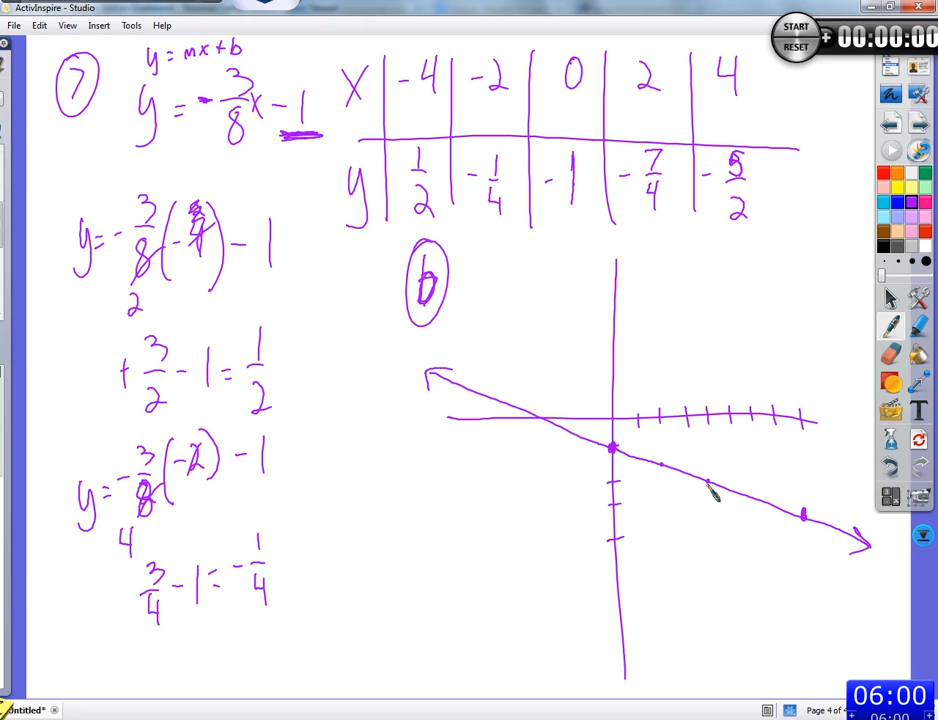 ActivInspire - Studio
File Edit View Insert Tools Help
START
RESET
00:00:00
7
y = mx + b
y = - 3/8 x - 1
x | -4 | -2 | 0 | 2 | 4
y | 1/2 | - 1/4 | - 1 | - 7/4 | - 5/2
y = - 3/8 (-4) - 1
2
2
+ 3/2 - 1 = 1/2
y = - 3/8 (-2) - 1
4
3/4 - 1 = - 1/4
b
T
Untitled*
Page 4 of 4
06:00
06:00